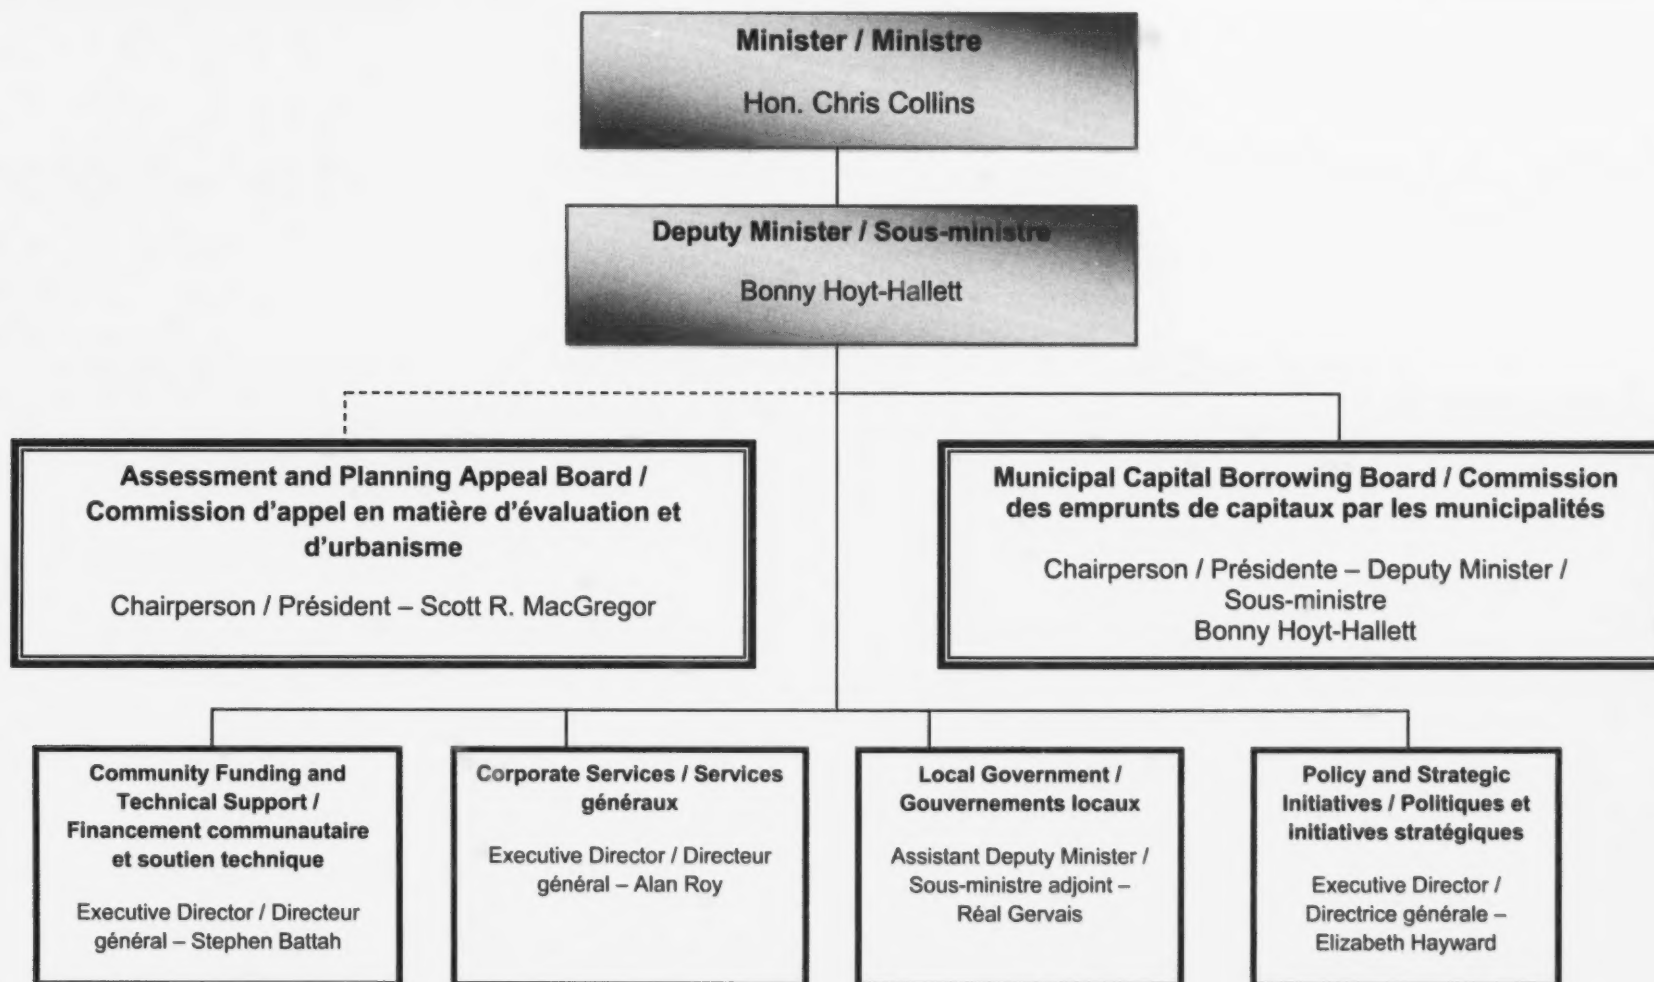 Minister / Ministre
Hon. Chris Collins
Deputy Minister / Sous-ministre
Bonny Hoyt-Hallett
Assessment and Planning Appeal Board /
Commission d'appel en matière d'évaluation et
d'urbanisme
Chairperson / Président – Scott R. MacGregor
Municipal Capital Borrowing Board / Commission
des emprunts de capitaux par les municipalités
Chairperson / Présidente – Deputy Minister /
Sous-ministre
Bonny Hoyt-Hallett
Community Funding and
Technical Support /
Financement communautaire
et soutien technique
Executive Director / Directeur
général – Stephen Battah
Corporate Services / Services
généraux
Executive Director / Directeur
général – Alan Roy
Local Government /
Gouvernements locaux
Assistant Deputy Minister /
Sous-ministre adjoint –
Réal Gervais
Policy and Strategic
Initiatives / Politiques et
initiatives stratégiques
Executive Director /
Directrice générale –
Elizabeth Hayward